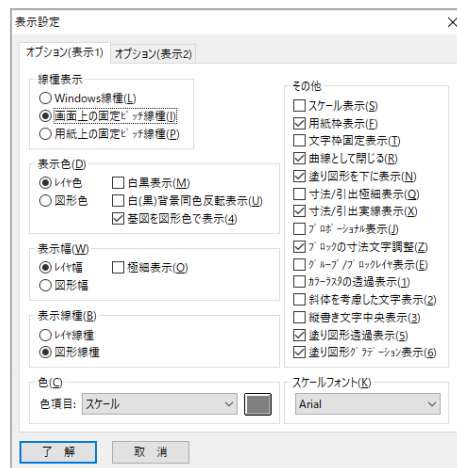 表示設定
オプション(表示1) オプション(表示2)
線種表示
Windows線種(L)
画面上の固定ピッチ線種(I)
用紙上の固定ピッチ線種(P)
表示色(D)
レイヤ色 白黒表示(M)
図形色 白(黒)背景同色反転表示(U)
基図を図形色で表示(4)
表示幅(W)
レイヤ幅 極細表示(O)
図形幅
表示線種(B)
レイヤ線種
図形線種
色(C)
色項目: スケール
その他
スケール表示(S)
用紙枠表示(F)
文字枠固定表示(T)
曲線として閉じる(R)
塗り図形を下に表示(N)
寸法/引出極細表示(Q)
寸法/引出実線表示(X)
プロポーショナル表示(J)
ブロックの寸法文字調整(Z)
グループ/ブロックレイヤ表示(E)
カラーラスタの透過表示(1)
斜体を考慮した文字表示(2)
縦書き文字中央表示(3)
塗り図形透過表示(5)
塗り図形グラデーション表示(6)
スケールフォント(K)
Arial
了 解 取 消